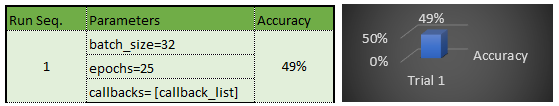 Run Seq. Parameters Accuracy
1
batch_size=32
epochs=25
callbacks= [callback_list]
49%
49%
50%
0%
Accuracy
Trial 1